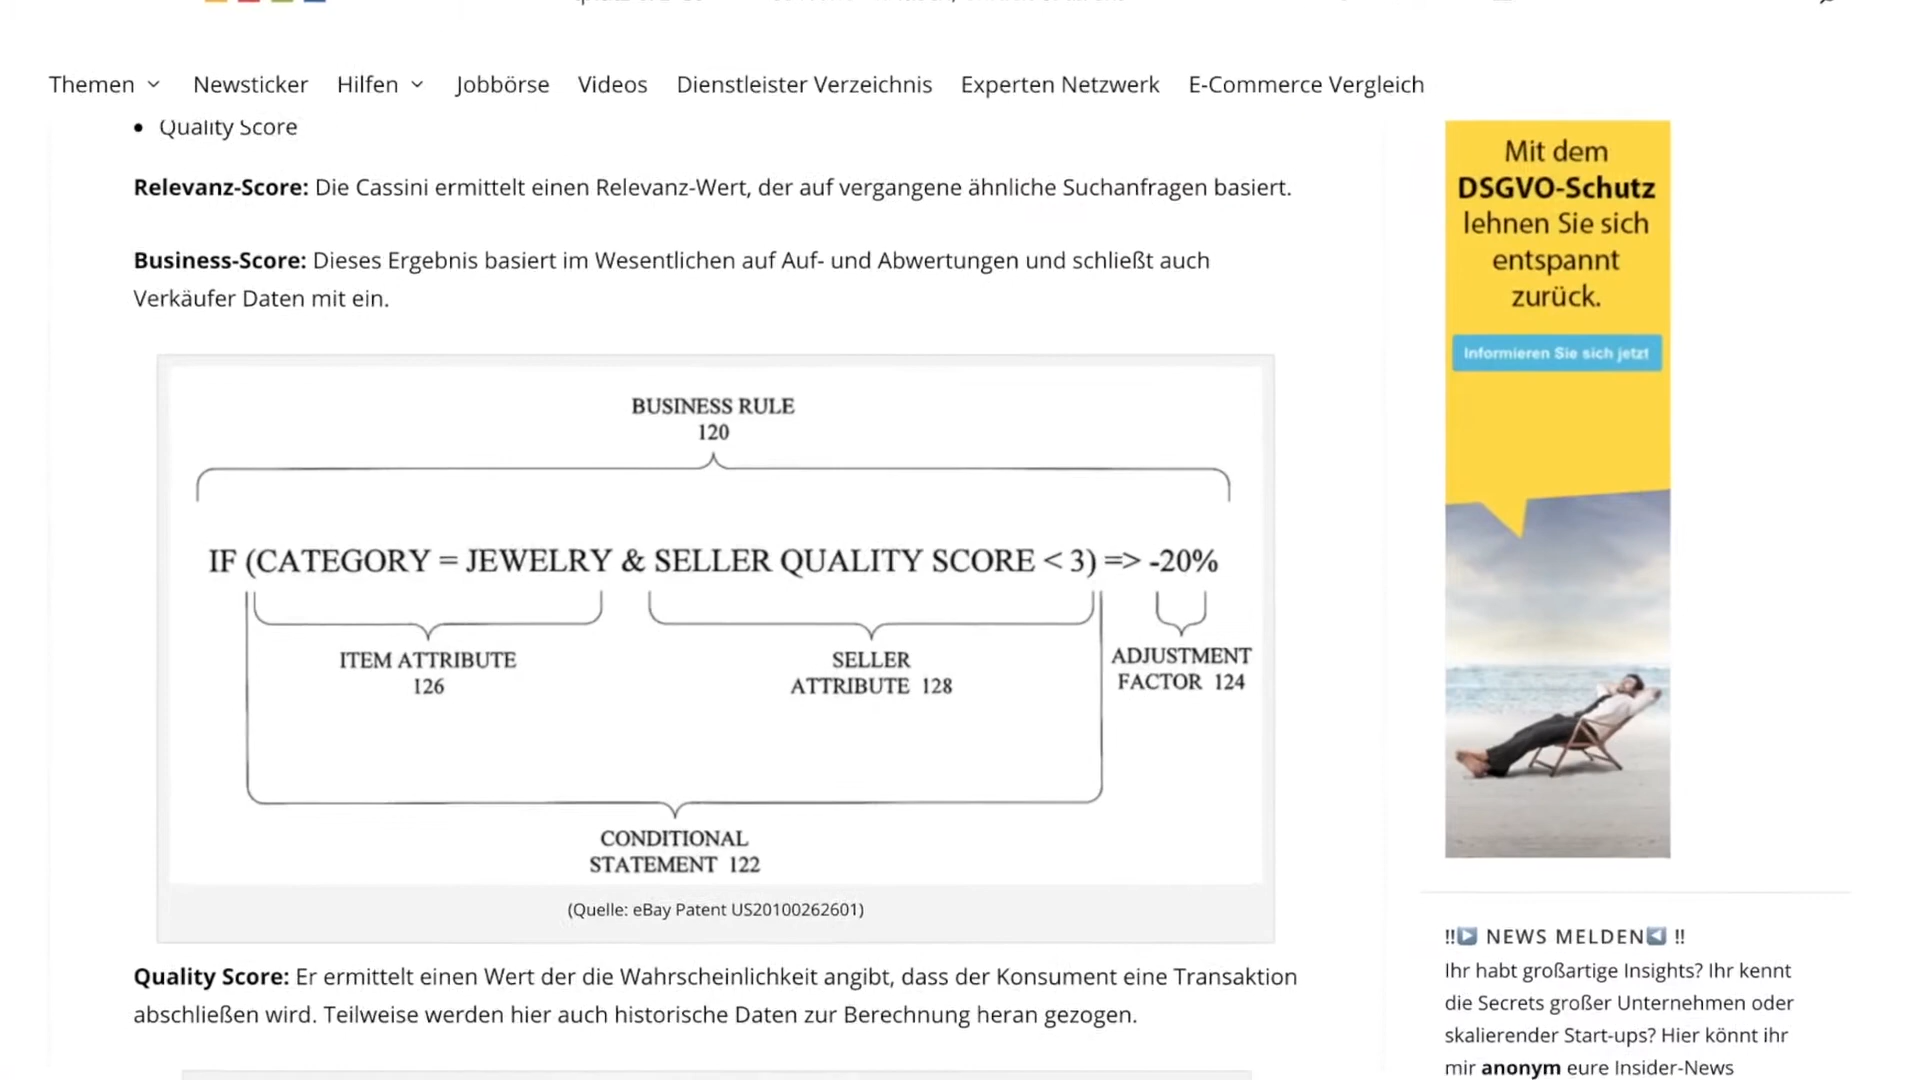 Themen Newsticker Hilfen Jobbörse Videos Dienstleister Verzeichnis Experten Netzwerk E-Commerce Vergleich
• Quality Score
Relevanz-Score: Die Cassini ermittelt einen Relevanz-Wert, der auf vergangene ähnliche Suchanfragen basiert.
Business-Score: Dieses Ergebnis basiert im Wesentlichen auf Auf- und Abwertungen und schließt auch
Verkäufer Daten mit ein.
BUSINESS RULE
120
IF (CATEGORY = JEWELRY & SELLER QUALITY SCORE < 3) => -20%
ITEM ATTRIBUTE
126
SELLER
ATTRIBUTE 128
ADJUSTMENT
FACTOR 124
CONDITIONAL
STATEMENT 122
(Quelle: eBay Patent US20100262601)
Quality Score: Er ermittelt einen Wert der die Wahrscheinlichkeit angibt, dass der Konsument eine Transaktion
abschließen wird. Teilweise werden hier auch historische Daten zur Berechnung heran gezogen.
Mit dem
DSGVO-Schutz
lehnen Sie sich
entspannt
zurück.
Informieren Sie sich jetzt
!!▶ NEWS MELDEN◀ !!
Ihr habt großartige Insights? Ihr kennt
die Secrets großer Unternehmen oder
skalierender Start-ups? Hier könnt ihr
mir anonym eure Insider-News